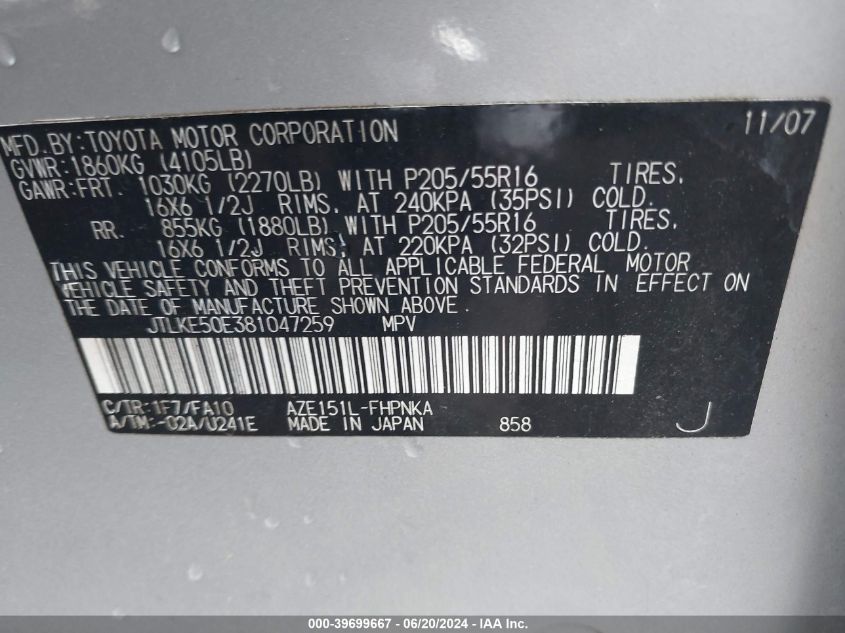 MFD. BY: TOYOTA MOTOR CORPORATION 11/07
GVWR: 1860KG (4105LB)
GAWR: FRT. 1030KG (2270LB) WITH P205/55R16 TIRES,
16X6 1/2J RIMS, AT 240KPA (35PSI) COLD.
RR. 855KG (1880LB) WITH P205/55R16 TIRES,
16X6 1/2J RIMS, AT 220KPA (32PSI) COLD.
THIS VEHICLE CONFORMS TO ALL APPLICABLE FEDERAL MOTOR
VEHICLE SAFETY AND THEFT PREVENTION STANDARDS IN EFFECT ON
THE DATE OF MANUFACTURE SHOWN ABOVE.
JTLKE50E381047259 MPV
C/TR: 1F7/FA10 AZE151L-FHPNKA
A/TM: -02A/U241E MADE IN JAPAN 858 J
000-39699667 - 06/20/2024 - IAA Inc.